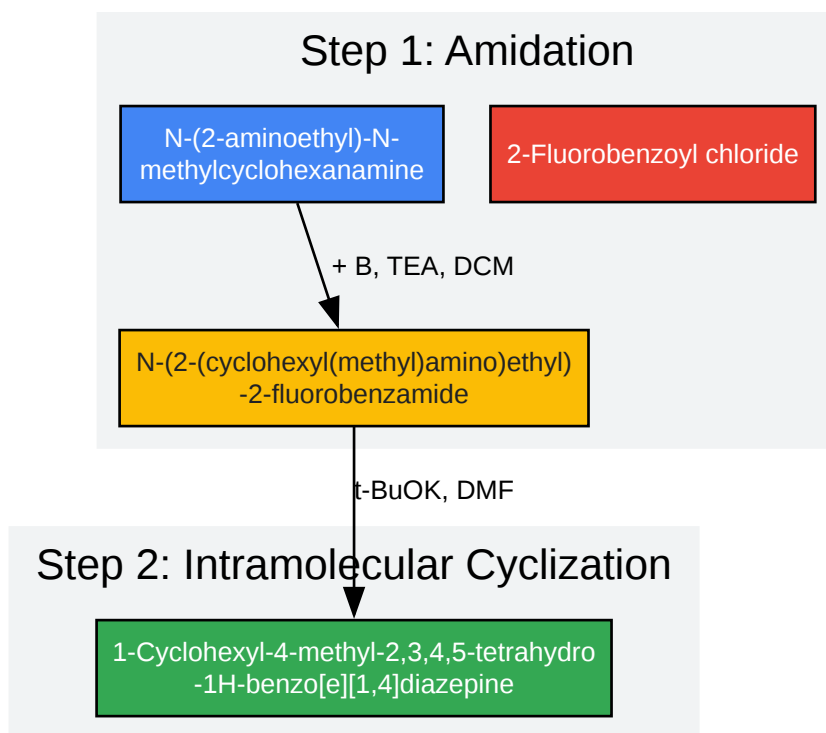 Step 1: Amidation
N-(2-aminoethyl)-N-
methylcyclohexanamine
2-Fluorobenzoyl chloride
+ B, TEA, DCM
N-(2-(cyclohexyl(methyl)amino)ethyl)
-2-fluorobenzamide
t-BuOK, DMF
Step 2: Intramolecular Cyclization
1-Cyclohexyl-4-methyl-2,3,4,5-tetrahydro
-1H-benzo[e][1,4]diazepine